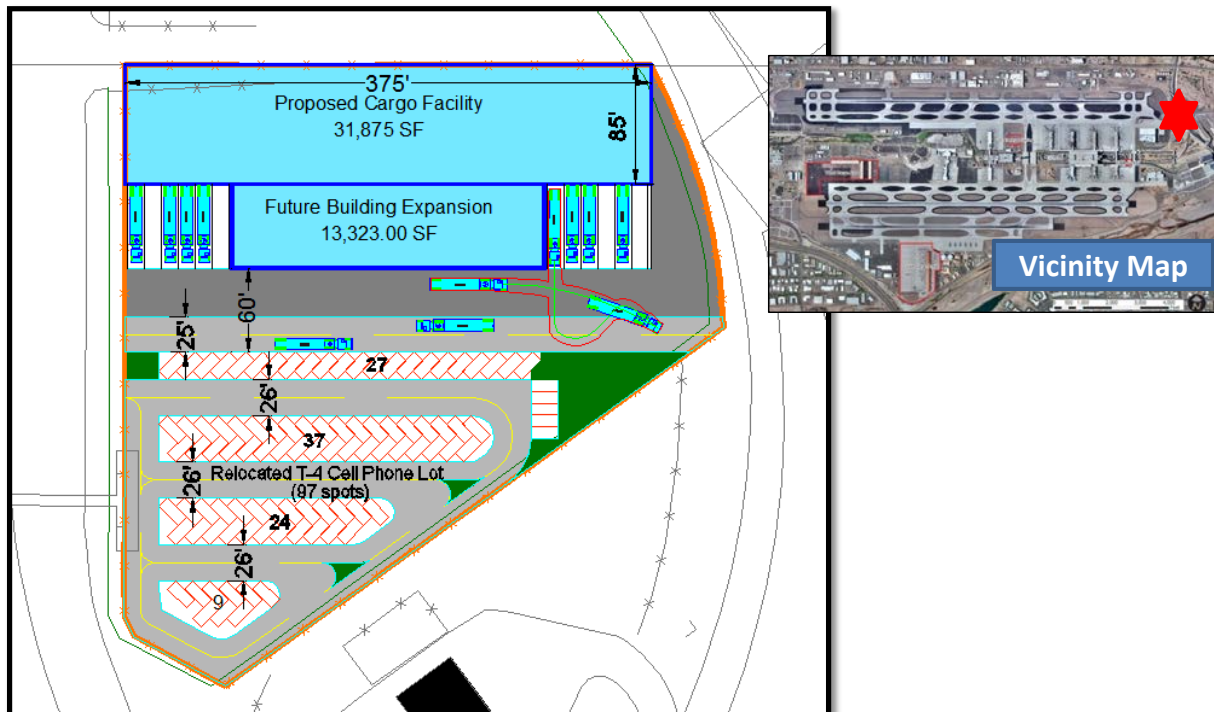 375'
Proposed Cargo Facility
31,875 SF
85'
Future Building Expansion
13,323.00 SF
60'
25'
27
26'
37
Relocated T-4 Cell Phone Lot
(97 spots)
26'
24
26'
9
Vicinity Map